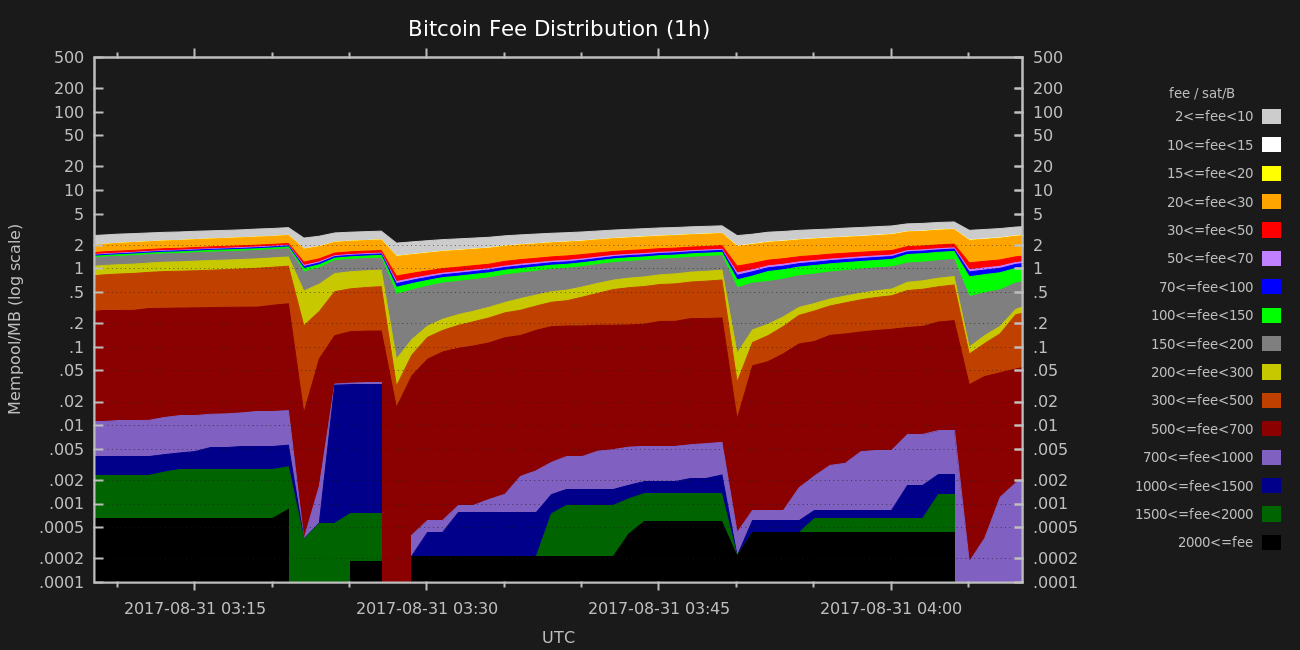 Bitcoin Fee Distribution (1h)
Mempool/MB (log scale)
500
200
100
50
20
10
5
2
1
.5
.2
.1
.05
.02
.01
.005
.002
.001
.0005
.0002
.0001
500
200
100
50
20
10
5
2
1
.5
.2
.1
.05
.02
.01
.005
.002
.001
.0005
.0002
.0001
2017-08-31 03:15
2017-08-31 03:30
2017-08-31 03:45
2017-08-31 04:00
UTC
fee / sat/B
2<=fee<10
10<=fee<15
15<=fee<20
20<=fee<30
30<=fee<50
50<=fee<70
70<=fee<100
100<=fee<150
150<=fee<200
200<=fee<300
300<=fee<500
500<=fee<700
700<=fee<1000
1000<=fee<1500
1500<=fee<2000
2000<=fee